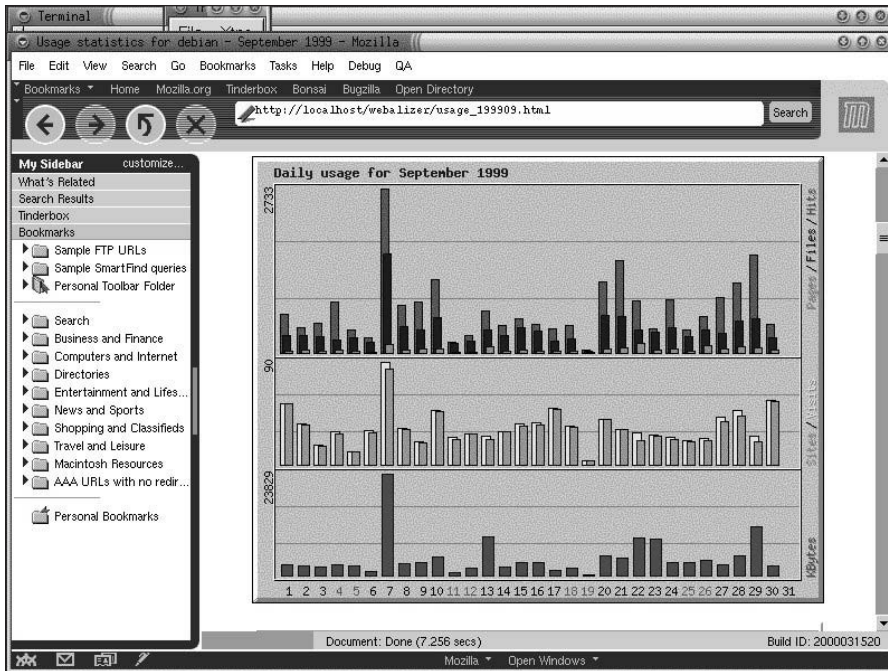 Terminal
File Xtns
Usage statistics for debian - September 1999 - Mozilla
File Edit View Search Go Bookmarks Tasks Help Debug QA
Bookmarks Home Mozilla.org Tinderbox Bonsai Bugzilla Open Directory
http://localhost/webalizer/usage_199909.html
Search
m
My Sidebar customize...
What's Related
Search Results
Tinderbox
Bookmarks
Sample FTP URLs
Sample SmartFind queries
Personal Toolbar Folder
Search
Business and Finance
Computers and Internet
Directories
Entertainment and Lifes...
News and Sports
Shopping and Classifieds
Travel and Leisure
Macintosh Resources
AAA URLs with no redir...
Personal Bookmarks
Daily usage for September 1999
2733
Pages / Files / Hits
90
Sites / Visits
23829
KBytes
1 2 3 4 5 6 7 8 9 10 11 12 13 14 15 16 17 18 19 20 21 22 23 24 25 26 27 28 29 30 31
Document: Done (7.256 secs)
Build ID: 2000031520
Mozilla Open Windows